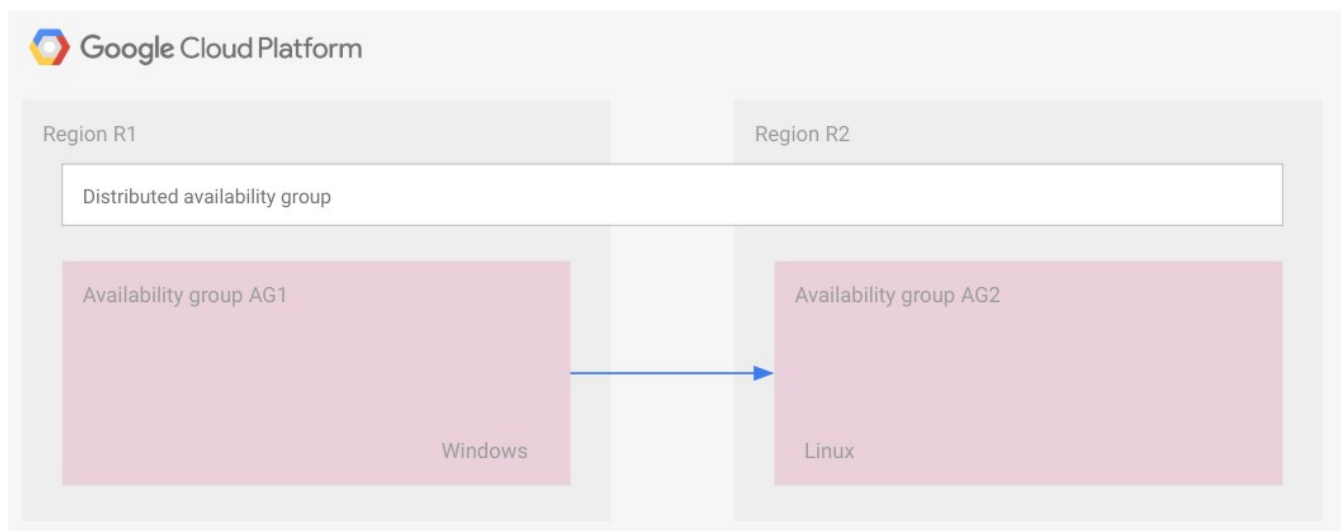 Google Cloud Platform
Region R1
Region R2
Distributed availability group
Availability group AG1
Availability group AG2
Windows
Linux